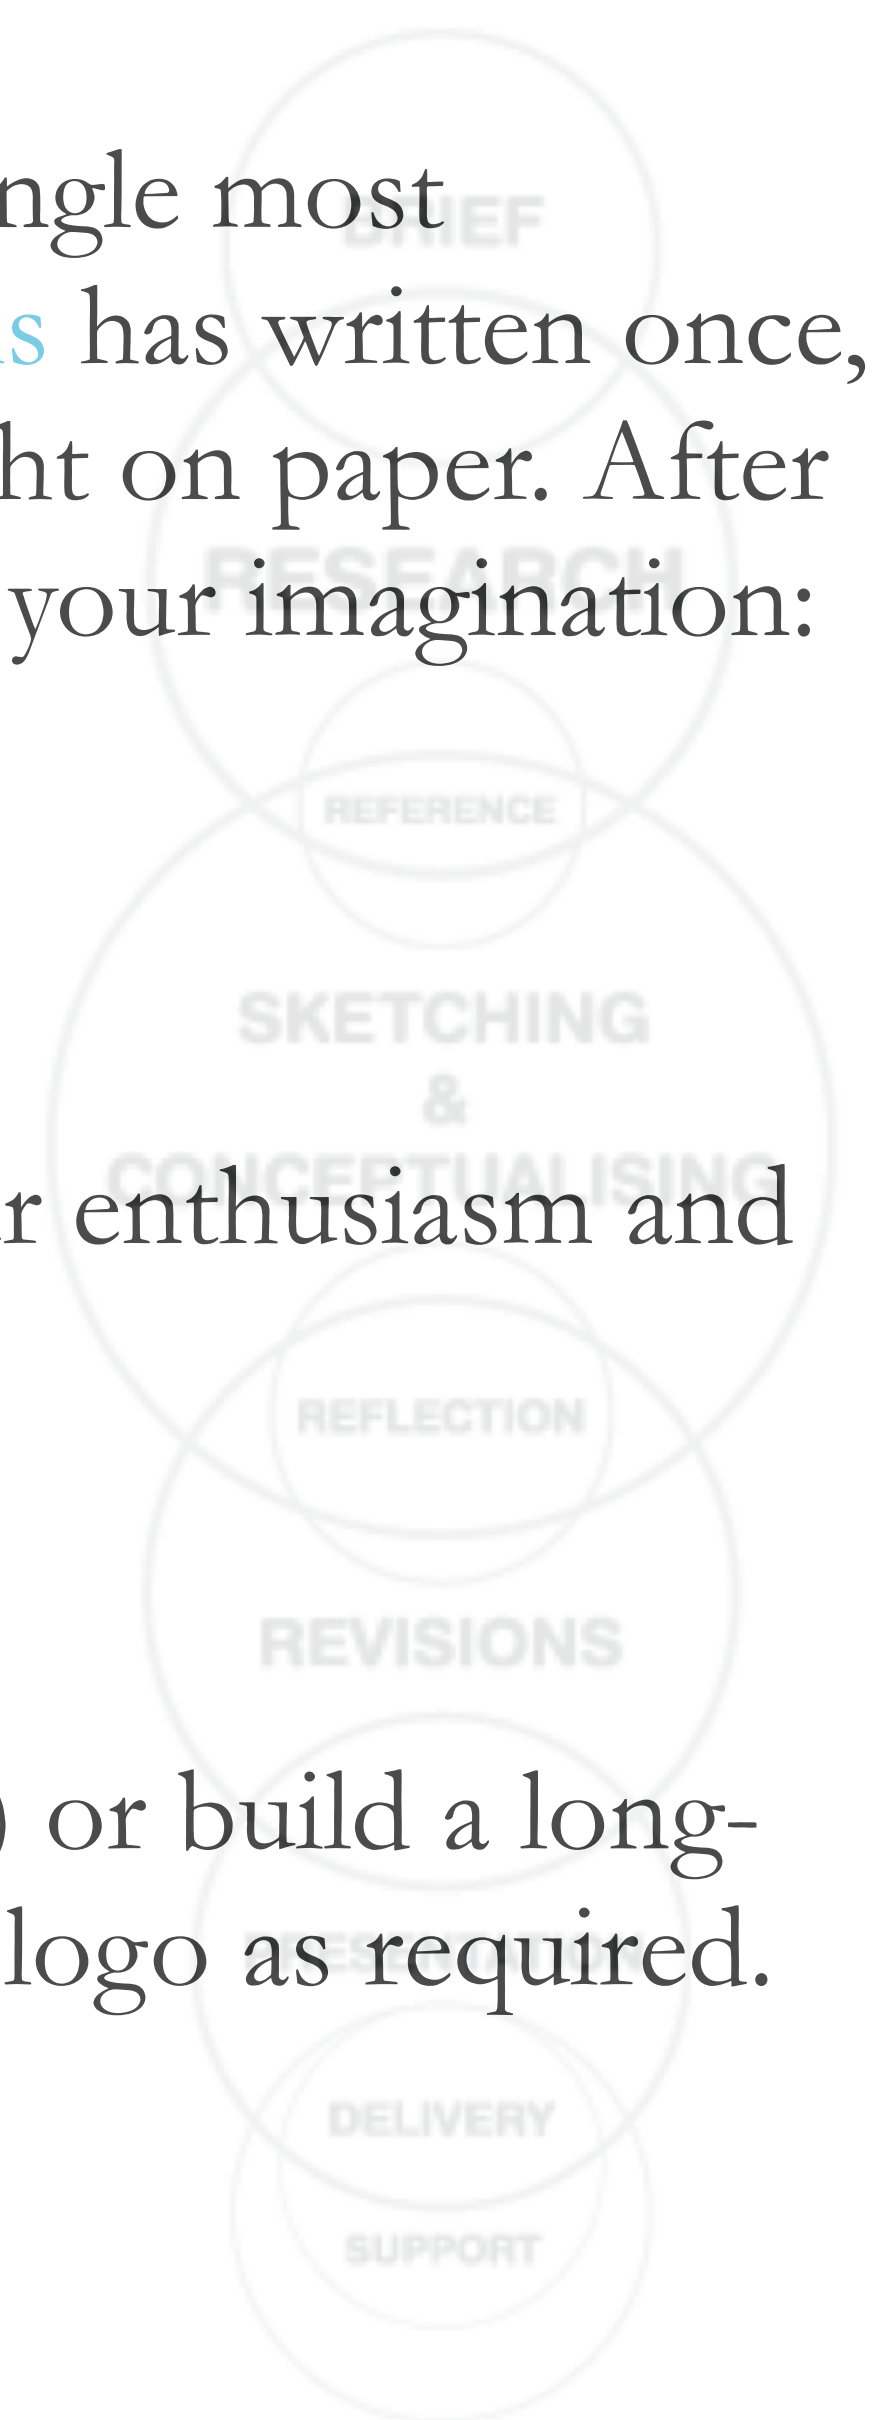 BRIEF
ngle most
s has written once,
ht on paper. After
RESEARCH
your imagination:
REFERENCE
SKETCHING
&
CONCEPTUALISING
r enthusiasm and
REFLECTION
REVISIONS
) or build a long-
PRESENTATION
logo as required.
DELIVERY
SUPPORT